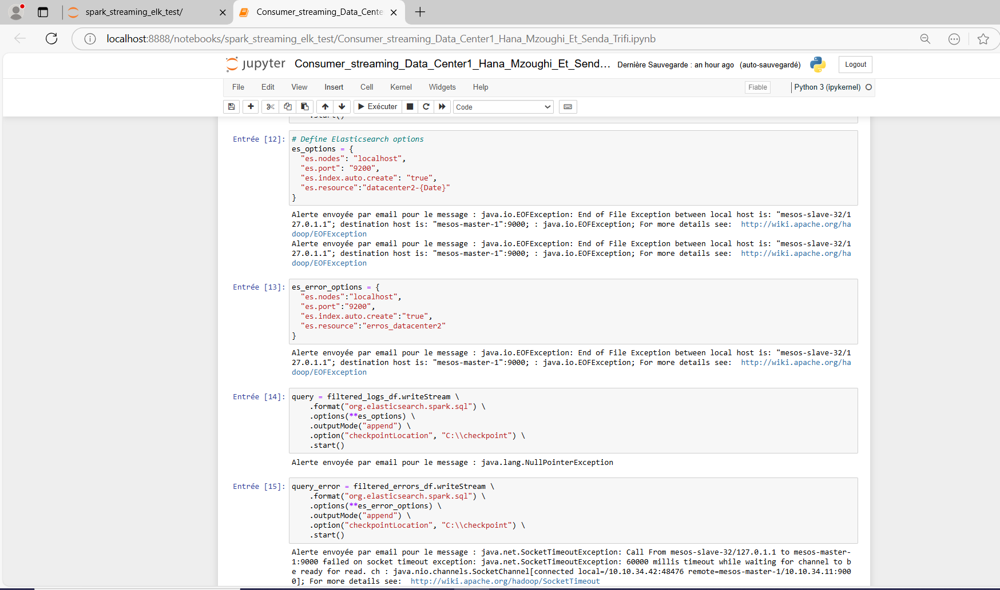 spark_streaming_elk_test/
Consumer_streaming_Data_Cente
localhost:8888/notebooks/spark_streaming_elk_test/Consumer_streaming_Data_Center1_Hana_Mzoughi_Et_Senda_Trifi.ipynb
jupyter Consumer_streaming_Data_Center1_Hana_Mzoughi_Et_Send... Dernière Sauvegarde : an hour ago (auto-sauvegardé) Logout
File Edit View Insert Cell Kernel Widgets Help Fiable Python 3 (ipykernel)
Exécuter Code
.start()
Entrée [12]: # Define Elasticsearch options
es_options = {
"es.nodes": "localhost",
"es.port": "9200",
"es.index.auto.create": "true",
"es.resource":"datacenter2-{Date}"
}
Alerte envoyée par email pour le message : java.io.EOFException: End of File Exception between local host is: "mesos-slave-32/1
27.0.1.1"; destination host is: "mesos-master-1":9000; : java.io.EOFException; For more details see:  http://wiki.apache.org/ha
doop/EOFException
Alerte envoyée par email pour le message : java.io.EOFException: End of File Exception between local host is: "mesos-slave-32/1
27.0.1.1"; destination host is: "mesos-master-1":9000; : java.io.EOFException; For more details see:  http://wiki.apache.org/ha
doop/EOFException
Entrée [13]: es_error_options = {
"es.nodes":"localhost",
"es.port":"9200",
"es.index.auto.create":"true",
"es.resource":"erros_datacenter2"
}
Alerte envoyée par email pour le message : java.io.EOFException: End of File Exception between local host is: "mesos-slave-32/1
27.0.1.1"; destination host is: "mesos-master-1":9000; : java.io.EOFException; For more details see:  http://wiki.apache.org/ha
doop/EOFException
Entrée [14]: query = filtered_logs_df.writeStream \
.format("org.elasticsearch.spark.sql") \
.options(**es_options) \
.outputMode("append") \
.option("checkpointLocation", "C:\\checkpoint") \
.start()
Alerte envoyée par email pour le message : java.lang.NullPointerException
Entrée [15]: query_error = filtered_errors_df.writeStream \
.format("org.elasticsearch.spark.sql") \
.options(**es_error_options) \
.outputMode("append") \
.option("checkpointLocation", "C:\\checkpoint") \
.start()
Alerte envoyée par email pour le message : java.net.SocketTimeoutException: Call From mesos-slave-32/127.0.1.1 to mesos-master-
1:9000 failed on socket timeout exception: java.net.SocketTimeoutException: 60000 millis timeout while waiting for channel to b
e ready for read. ch : java.nio.channels.SocketChannel[connected local=/10.10.34.42:48476 remote=mesos-master-1/10.10.34.11:900
0]; For more details see:  http://wiki.apache.org/hadoop/SocketTimeout